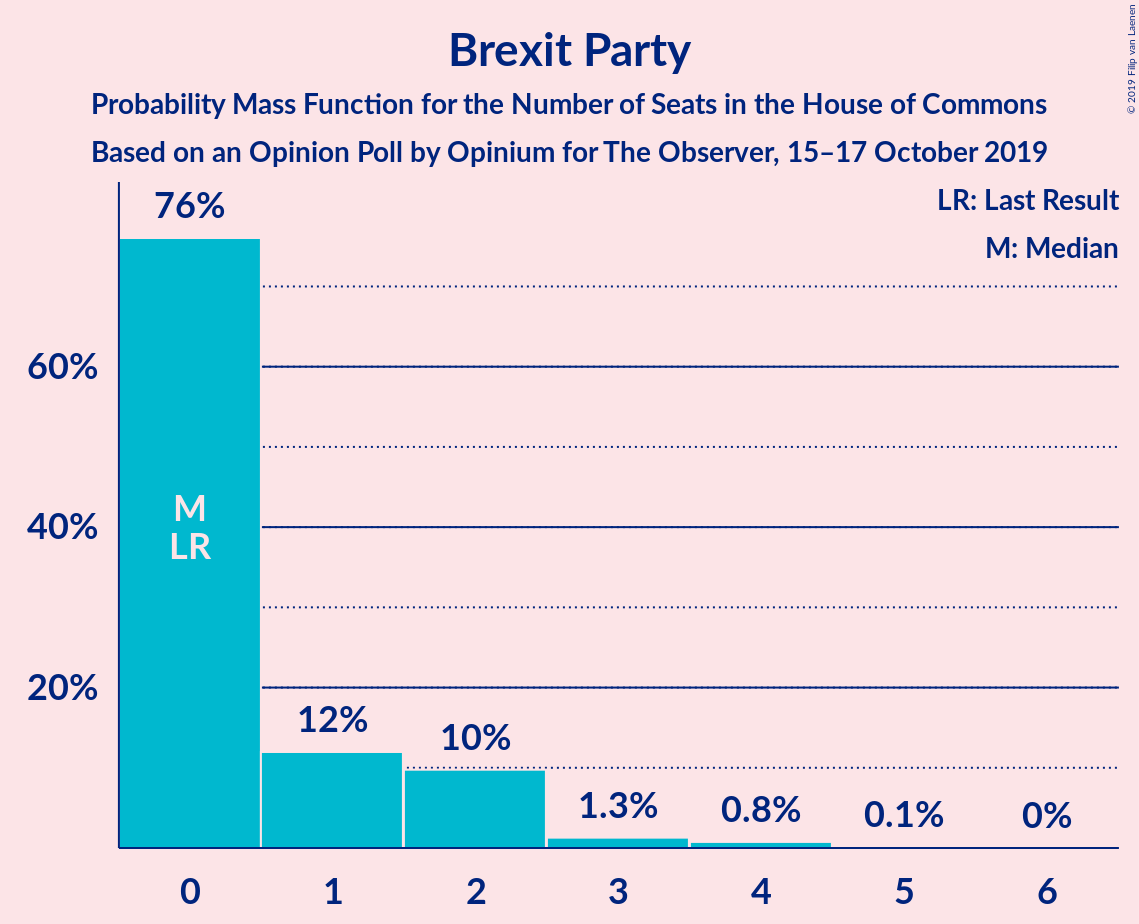 Brexit Party
Probability Mass Function for the Number of Seats in the House of Commons
Based on an Opinion Poll by Opinium for The Observer, 15–17 October 2019
© 2019 Filip van Laenen
LR: Last Result
M: Median
76%
60%
40%
20%
M
LR
12%
10%
1.3%
0.8%
0.1%
0%
0 1 2 3 4 5 6